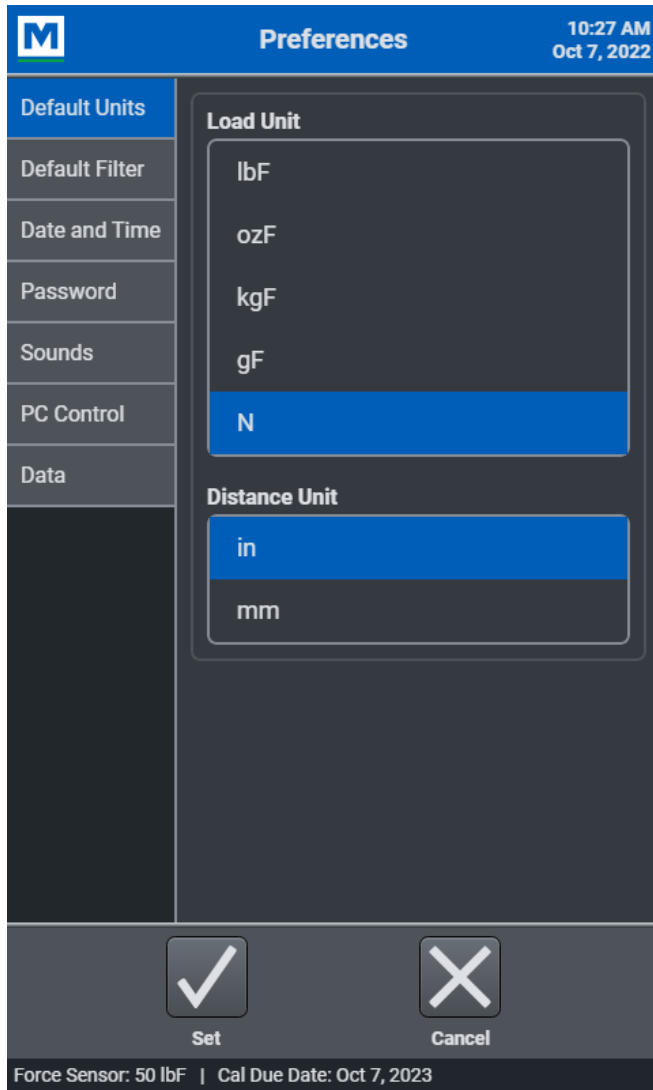 M
Preferences
10:27 AM
Oct 7, 2022
Default Units
Default Filter
Date and Time
Password
Sounds
PC Control
Data
Load Unit
lbF
ozF
kgF
gF
N
Distance Unit
in
mm
Set
Cancel
Force Sensor: 50 lbF | Cal Due Date: Oct 7, 2023